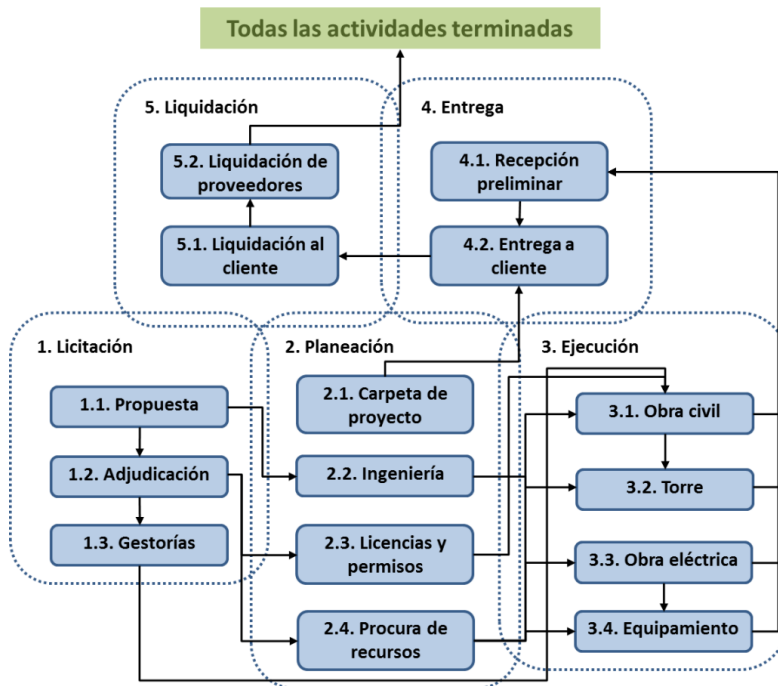 Todas las actividades terminadas
5. Liquidación
4. Entrega
5.2. Liquidación de
proveedores
4.1. Recepción
preliminar
5.1. Liquidación al
cliente
4.2. Entrega a
cliente
1. Licitación
2. Planeación
3. Ejecución
1.1. Propuesta
2.1. Carpeta de
proyecto
3.1. Obra civil
1.2. Adjudicación
2.2. Ingeniería
3.2. Torre
1.3. Gestorías
2.3. Licencias y
permisos
3.3. Obra eléctrica
2.4. Procura de
recursos
3.4. Equipamiento